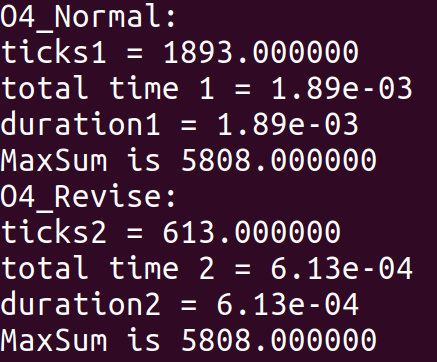 O4_Normal:
ticks1 = 1893.000000
total time 1 = 1.89e-03
duration1 = 1.89e-03
MaxSum is 5808.000000
O4_Revise:
ticks2 = 613.000000
total time 2 = 6.13e-04
duration2 = 6.13e-04
MaxSum is 5808.000000